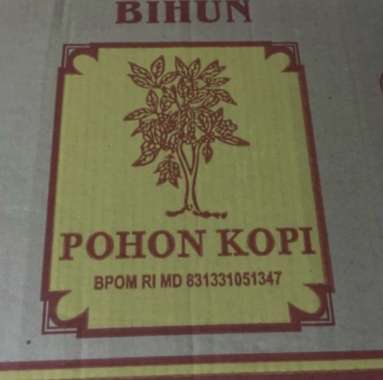 BIHUN
POHON KOPI
BPOM RI MD 831331051347